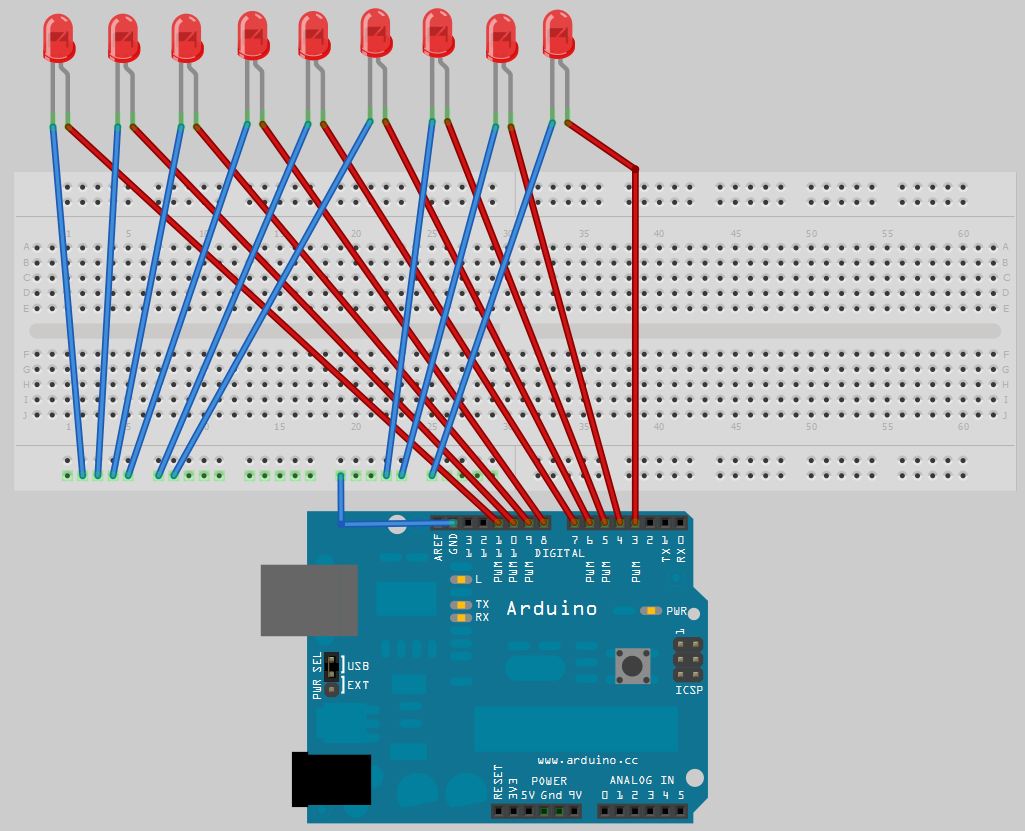 1 5 10 15 20 25 30 35 40 45 50 55 60
A A
B B
C C
D D
E E
F F
G G
H H
I I
J J
1 5 15 20 25 35 40 45 50 55 60
AREF GND 13 12 11 10 9 8 7 6 5 4 3 2 1 0
DIGITAL
PWM PWM PWM PWM PWM PWM TX RX
L
TX
RX
Arduino
PWR
1
PWR SEL
USB
EXT
ICSP
www.arduino.cc
POWER ANALOG IN
RESET 3V3 5V Gnd 9V 0 1 2 3 4 5